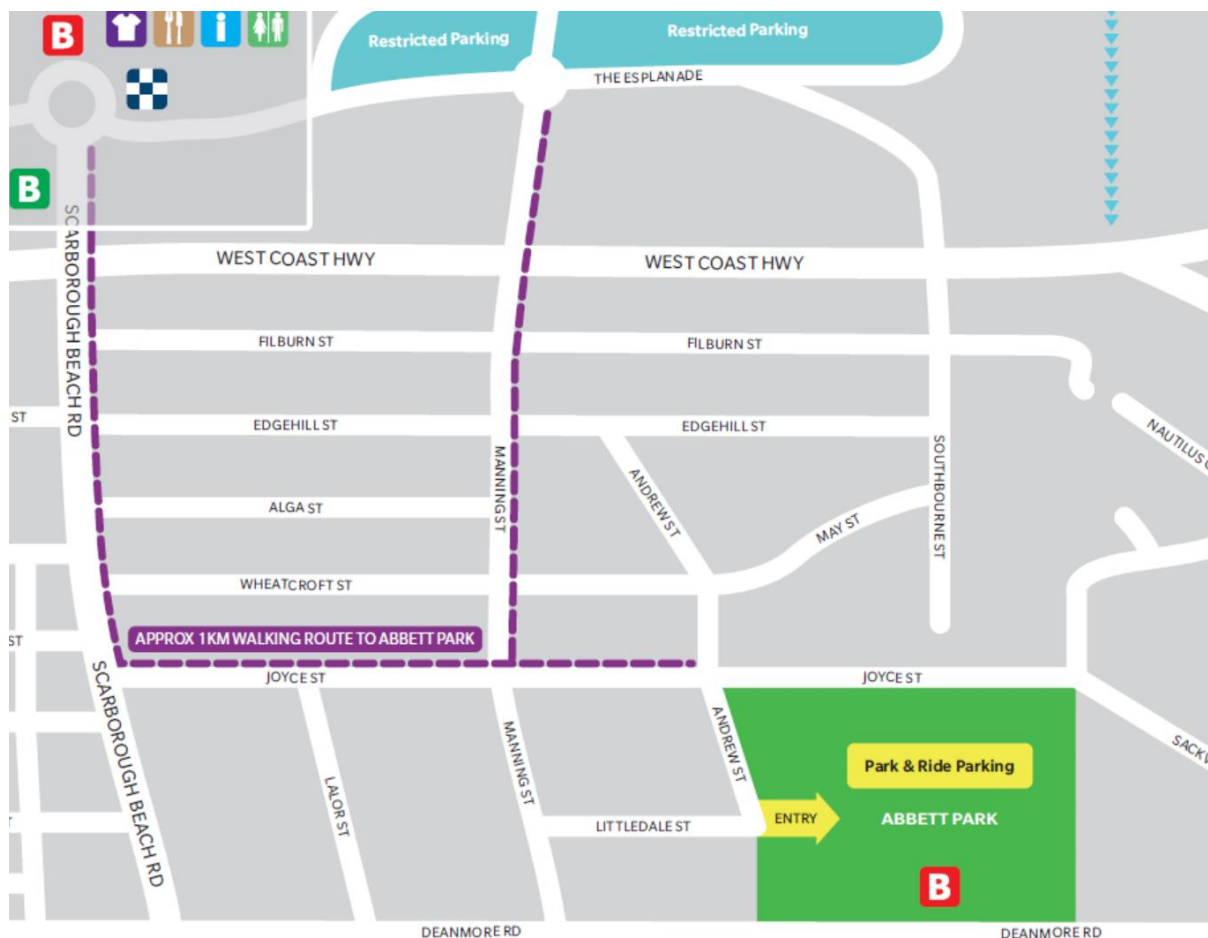 B
i
Restricted Parking
Restricted Parking
THE ESPLANADE
B
SCARBOROUGH BEACH RD
WEST COAST HWY
WEST COAST HWY
FILBURN ST
FILBURN ST
ST
EDGEHILL ST
EDGEHILL ST
NAUTILUS
MANNING ST
ANDREW ST
SOUTHBOURNE ST
ALGA ST
MAY ST
WHEATCROFT ST
ST
APPROX 1KM WALKING ROUTE TO ABBETT PARK
JOYCE ST
JOYCE ST
SCARBOROUGH BEACH RD
LALOR ST
MANNING ST
ANDREW ST
Park & Ride Parking
ENTRY
ABBETT PARK
LITTLEDALE ST
B
DEANMORE RD
DEANMORE RD